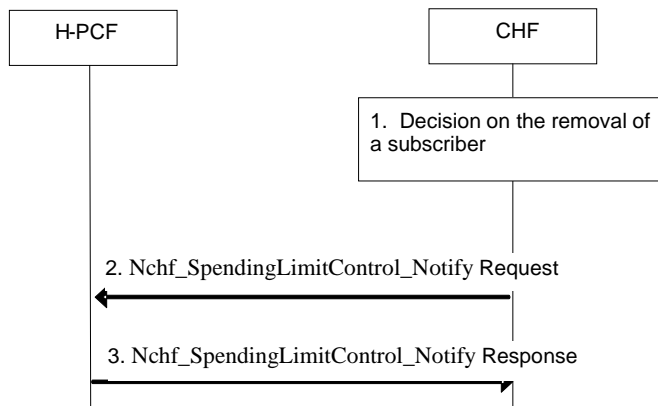 H-PCF
CHF
1. Decision on the removal of
a subscriber
2. Nchf_SpendingLimitControl_Notify Request
3. Nchf_SpendingLimitControl_Notify Response